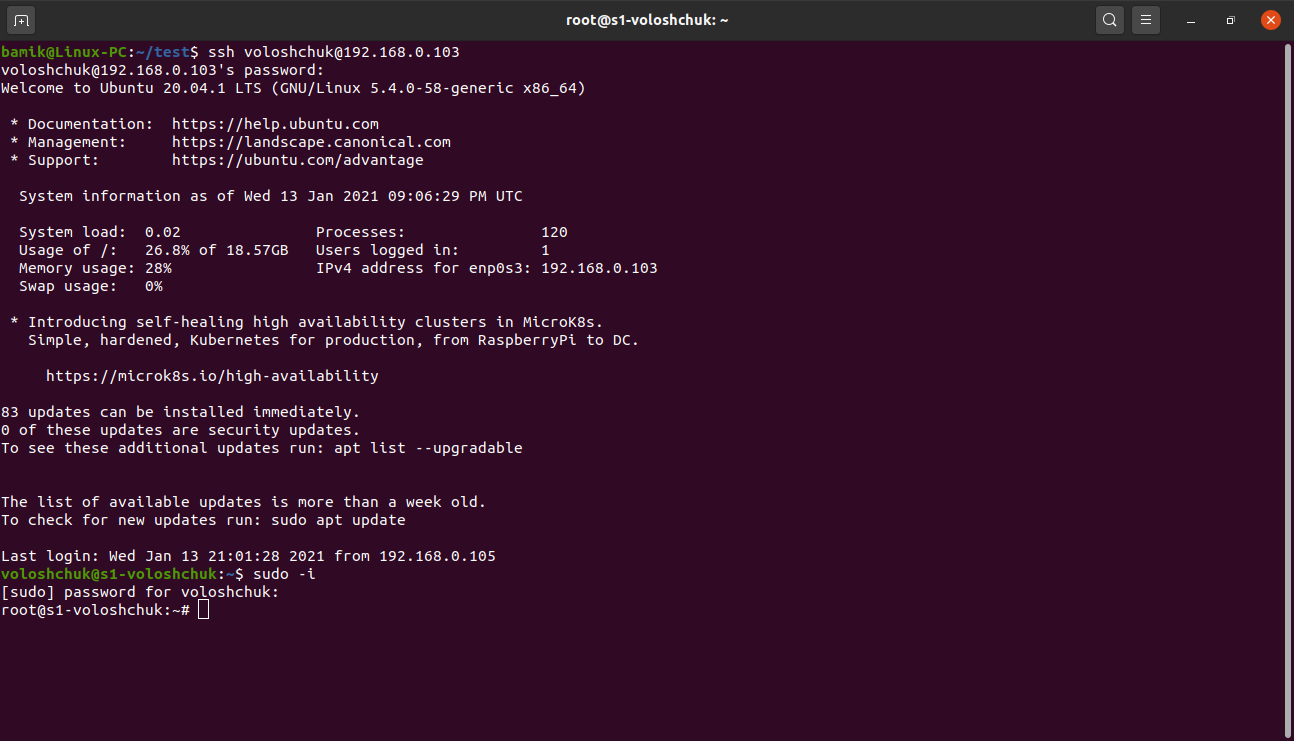 root@s1-voloshchuk: ~
bamik@Linux-PC:~/test$ ssh voloshchuk@192.168.0.103
voloshchuk@192.168.0.103's password:
Welcome to Ubuntu 20.04.1 LTS (GNU/Linux 5.4.0-58-generic x86_64)

 * Documentation:  https://help.ubuntu.com
 * Management:     https://landscape.canonical.com
 * Support:        https://ubuntu.com/advantage

  System information as of Wed 13 Jan 2021 09:06:29 PM UTC

  System load:  0.02               Processes:               120
  Usage of /:   26.8% of 18.57GB   Users logged in:         1
  Memory usage: 28%                IPv4 address for enp0s3: 192.168.0.103
  Swap usage:   0%

 * Introducing self-healing high availability clusters in MicroK8s.
   Simple, hardened, Kubernetes for production, from RaspberryPi to DC.

     https://microk8s.io/high-availability

83 updates can be installed immediately.
0 of these updates are security updates.
To see these additional updates run: apt list --upgradable


The list of available updates is more than a week old.
To check for new updates run: sudo apt update

Last login: Wed Jan 13 21:01:28 2021 from 192.168.0.105
voloshchuk@s1-voloshchuk:~$ sudo -i
[sudo] password for voloshchuk:
root@s1-voloshchuk:~#